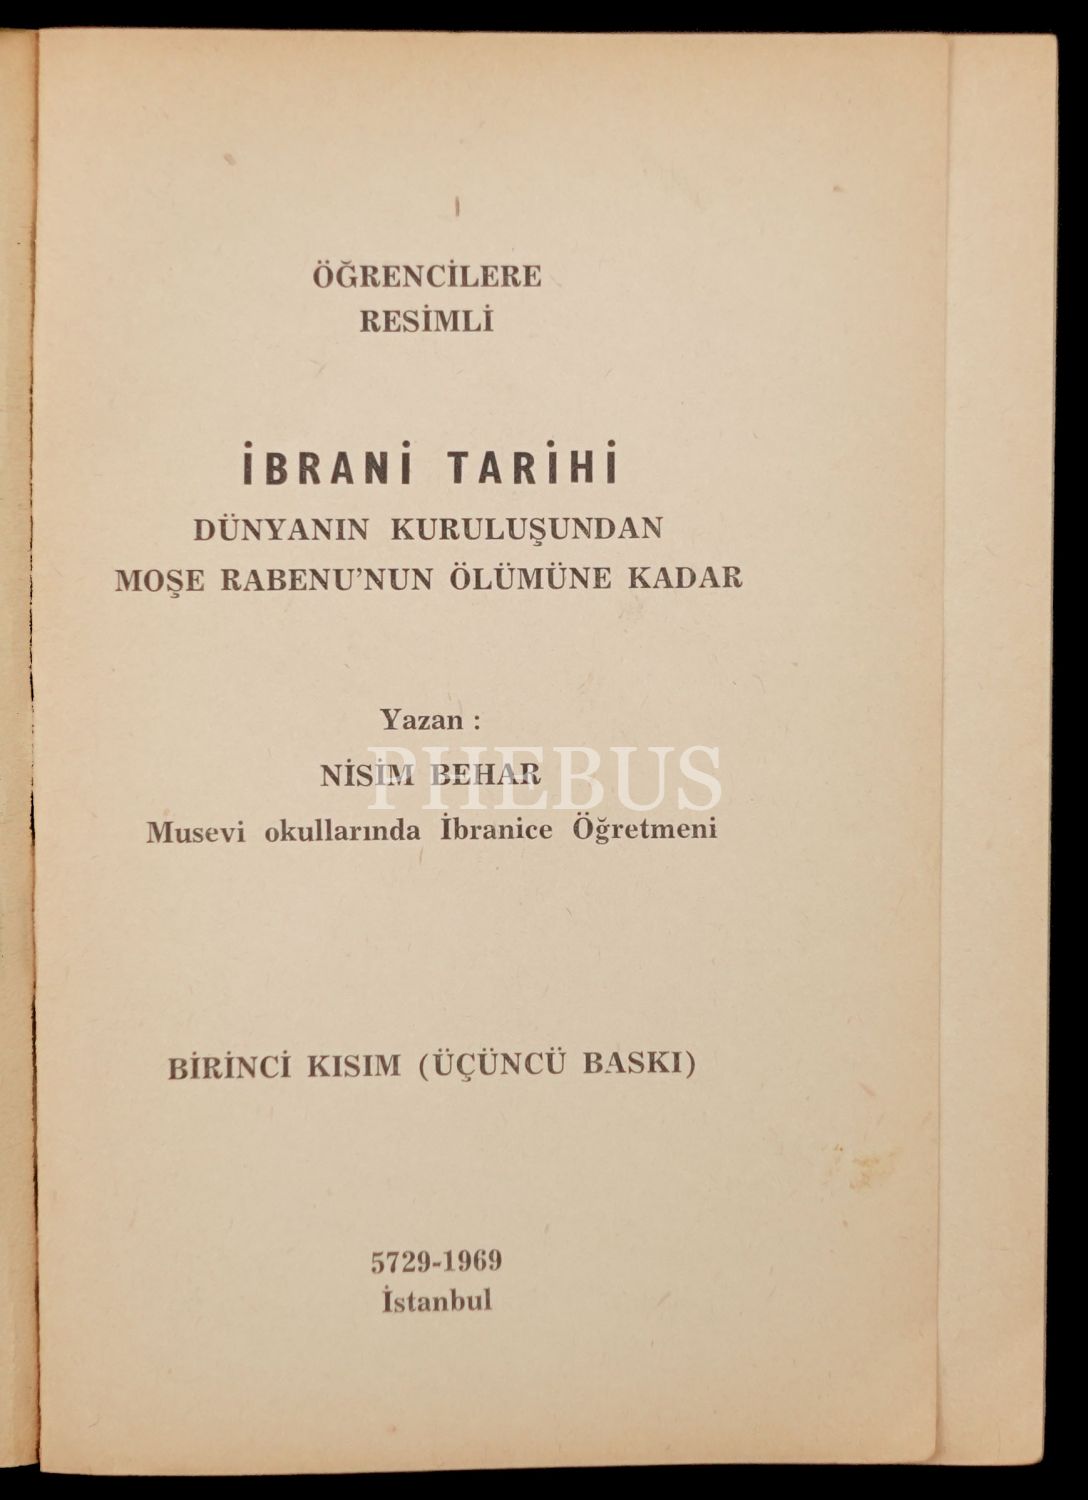 ÖĞRENCİLERE
RESİMLİ
İBRANİ TARİHİ
DÜNYANIN KURULUŞUNDAN
MOŞE RABENU'NUN ÖLÜMÜNE KADAR
Yazan :
NİSİM BEHAR
PHEBUS
Musevi okullarında İbranice Öğretmeni
BİRİNCİ KISIM (ÜÇÜNCÜ BASKI)
5729-1969
İstanbul